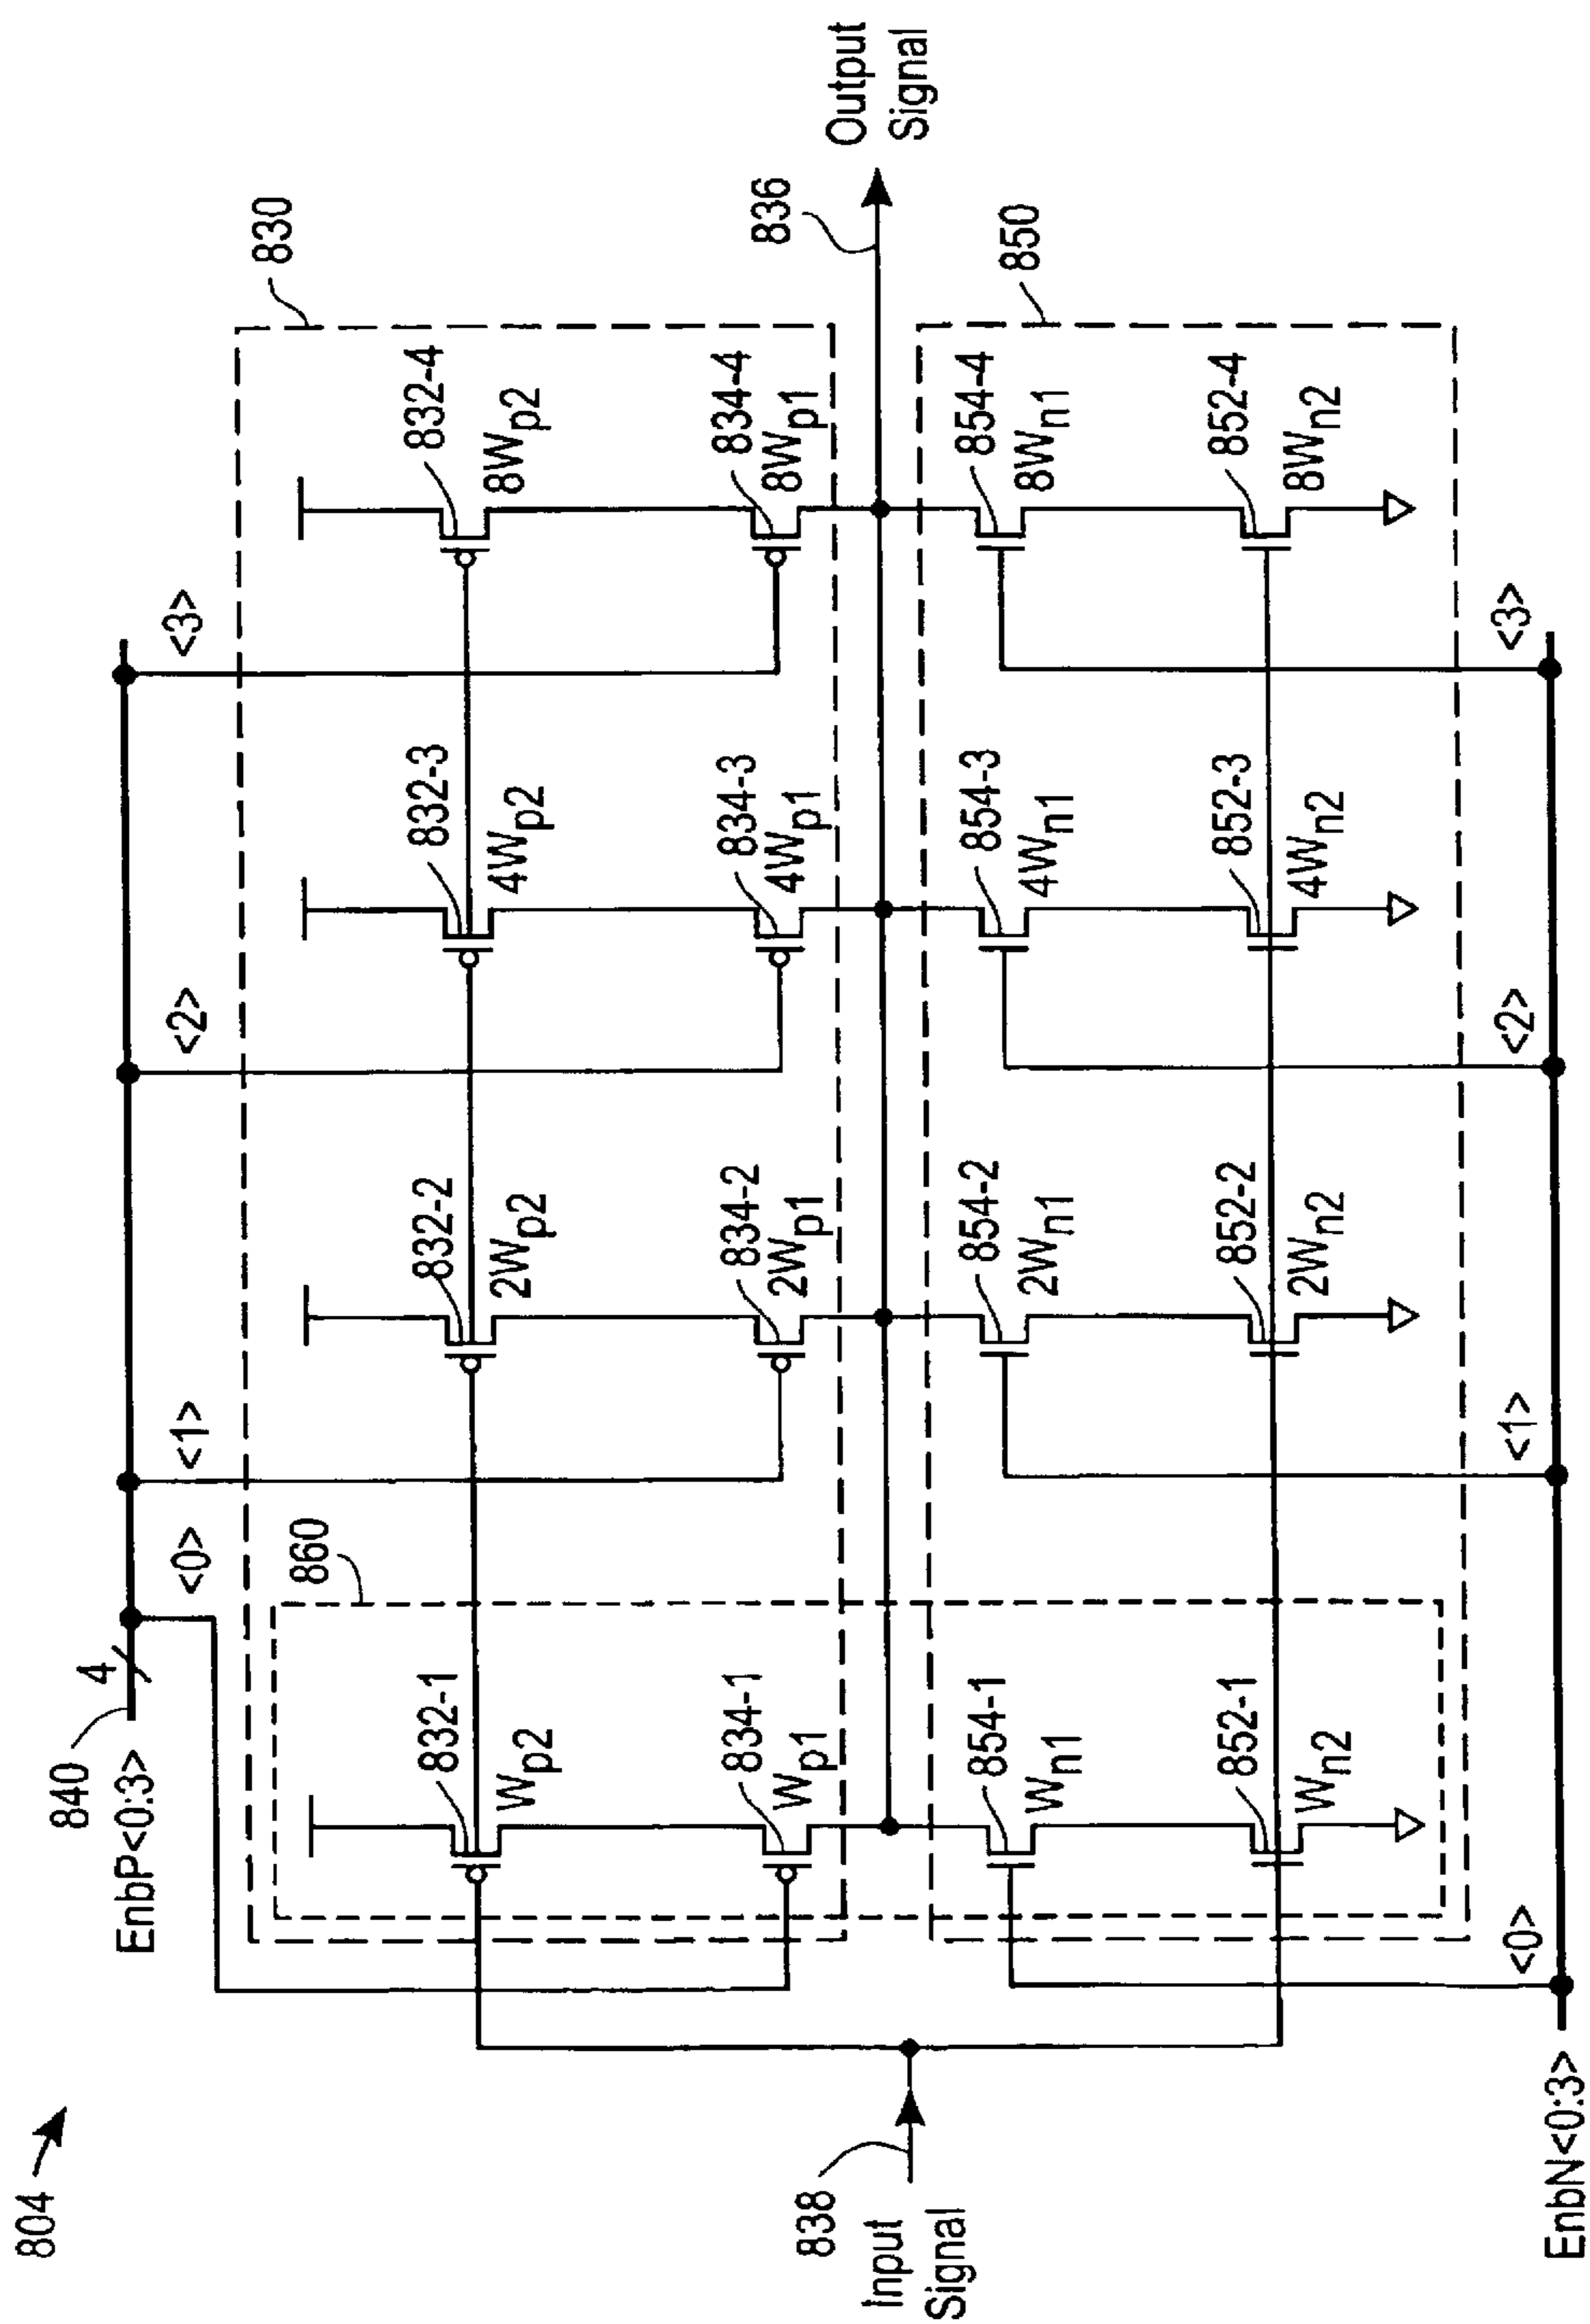 804
840
EnbP<0:3>
4
<0>
<1>
<2>
<3>
830
860
832-1
Wp2
832-2
2Wp2
832-3
4Wp2
832-4
8Wp2
834-1
Wp1
834-2
2Wp1
834-3
4Wp1
834-4
8Wp1
838
Input
Signal
836
Output
Signal
850
854-1
Wn1
854-2
2Wn1
854-3
4Wn1
854-4
8Wn1
852-1
Wn2
852-2
2Wn2
852-3
4Wn2
852-4
8Wn2
<0>
<1>
<2>
<3>
EnbN<0:3>